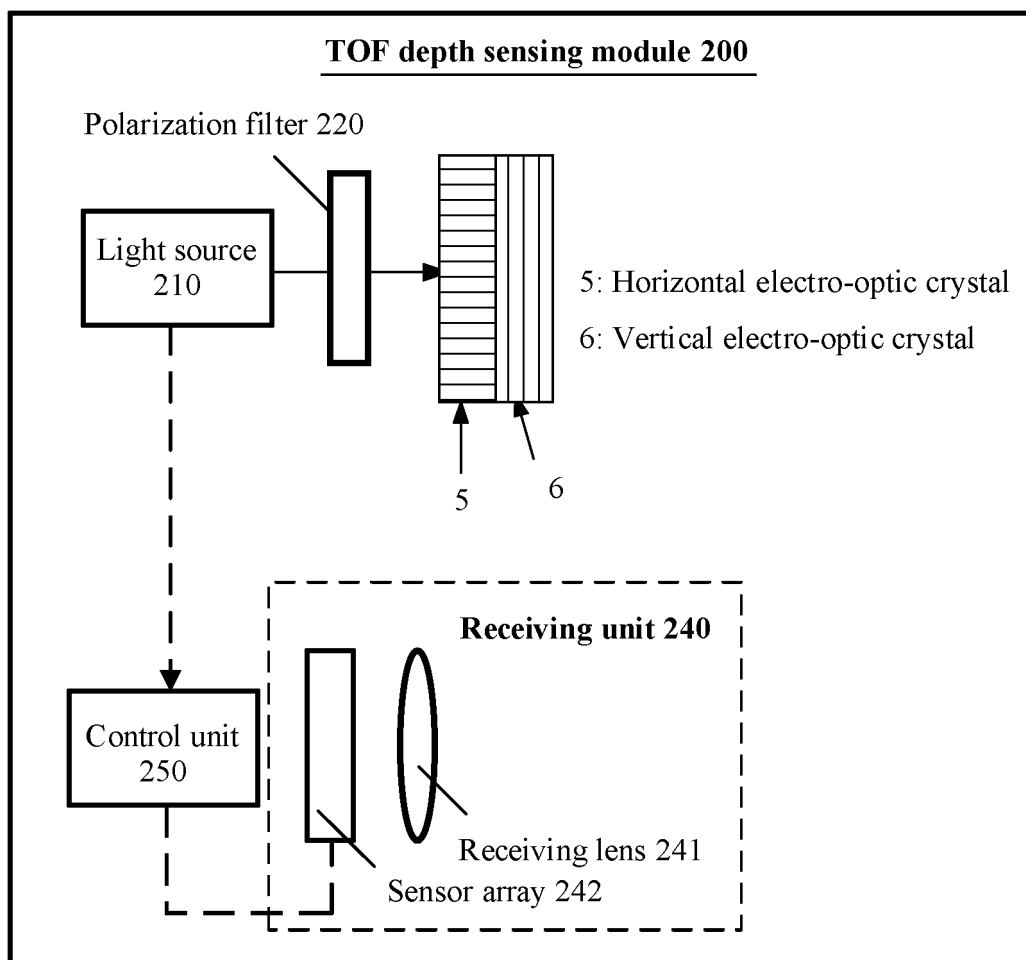 TOF depth sensing module 200
Polarization filter 220
Light source
210
5: Horizontal electro-optic crystal
6: Vertical electro-optic crystal
5
6
Receiving unit 240
Control unit
250
Receiving lens 241
Sensor array 242